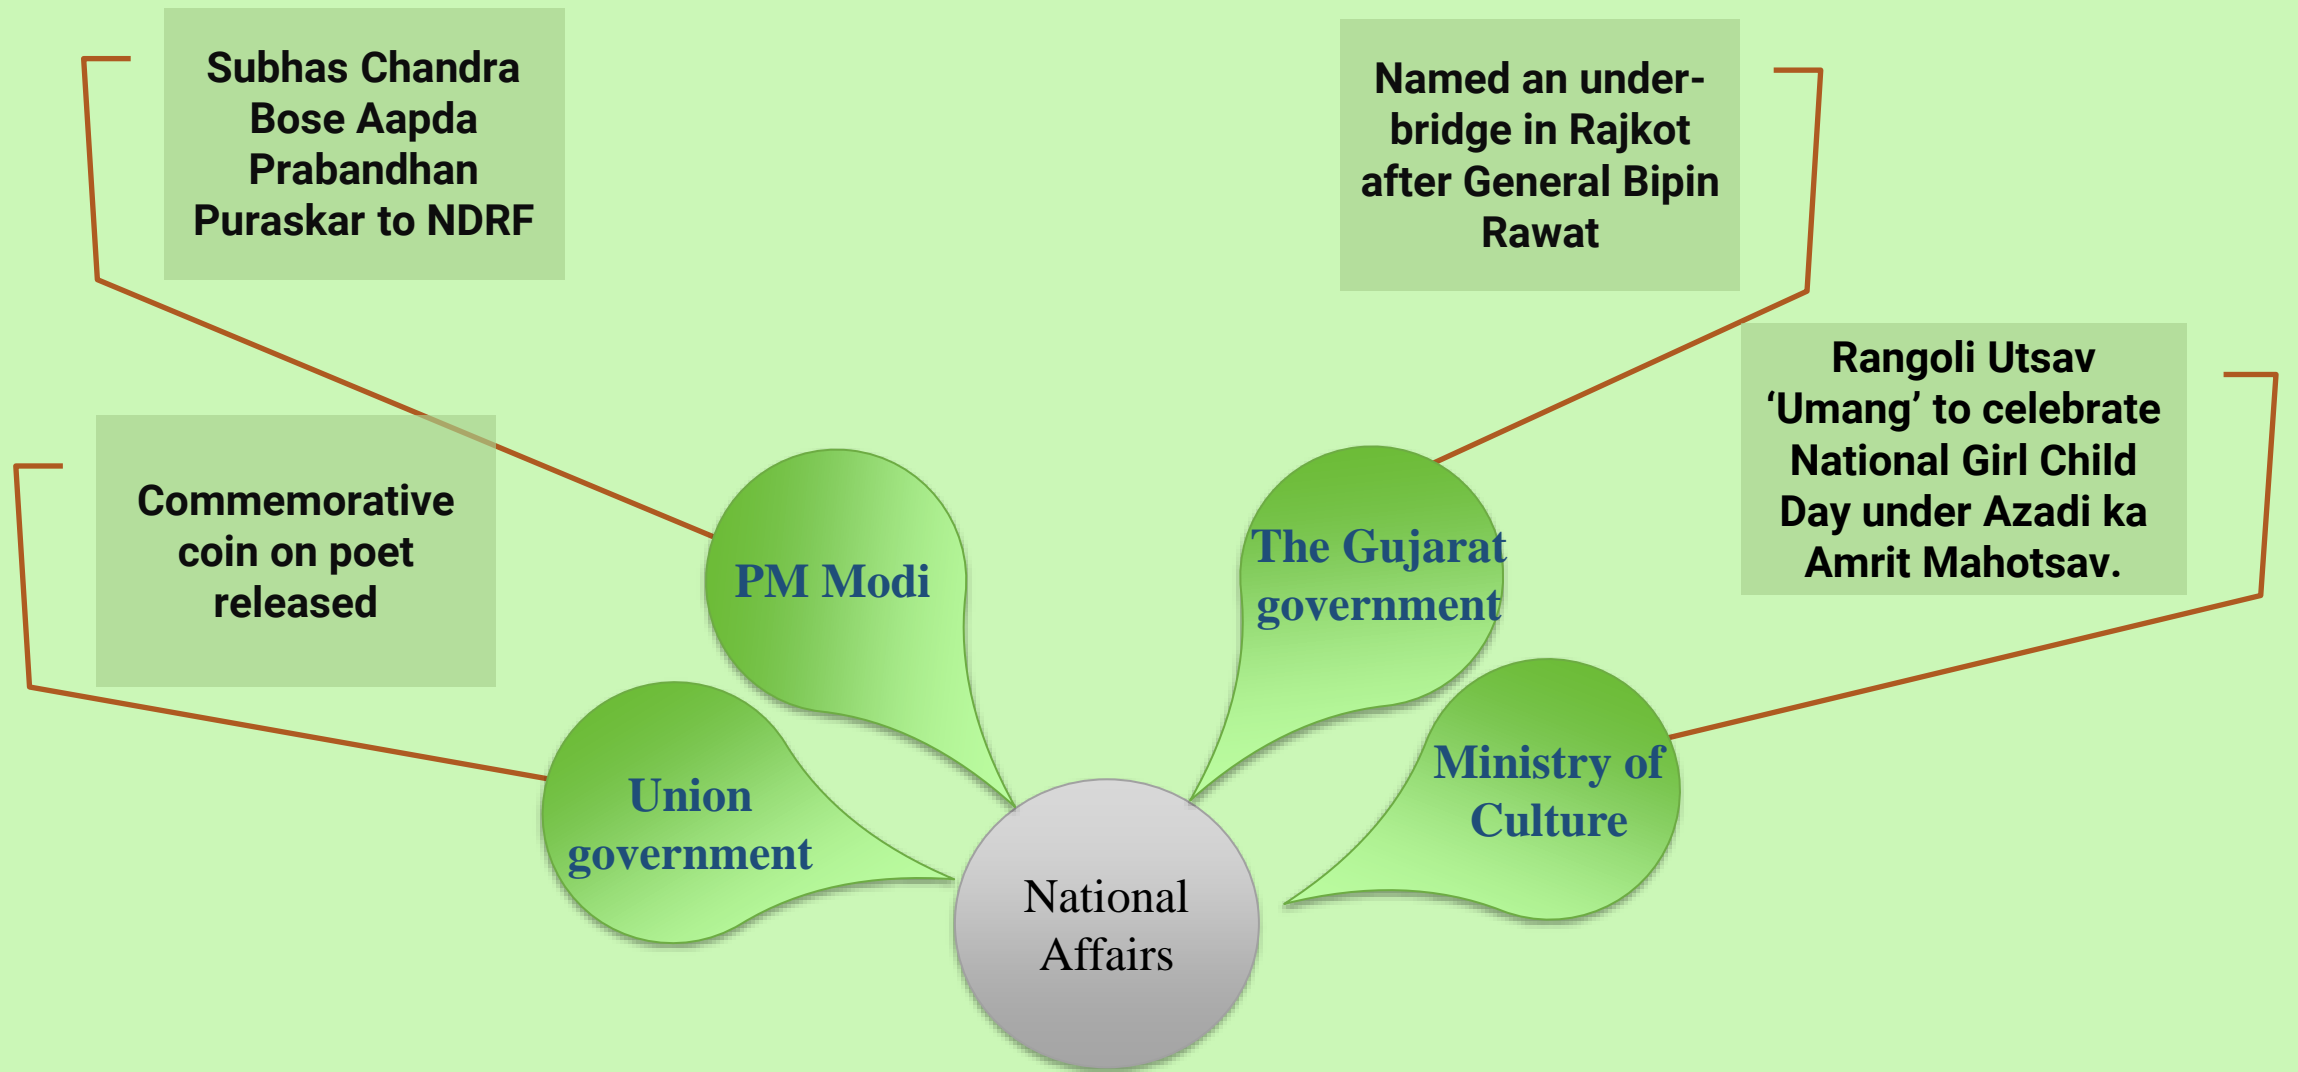 Subhas Chandra
Bose Aapda
Prabandhan
Puraskar to NDRF
Named an under-
bridge in Rajkot
after General Bipin
Rawat
Rangoli Utsav
‘Umang’ to celebrate
National Girl Child
Day under Azadi ka
Amrit Mahotsav.
Commemorative
coin on poet
released
PM Modi
The Gujarat
government
Union
government
Ministry of
Culture
National
Affairs